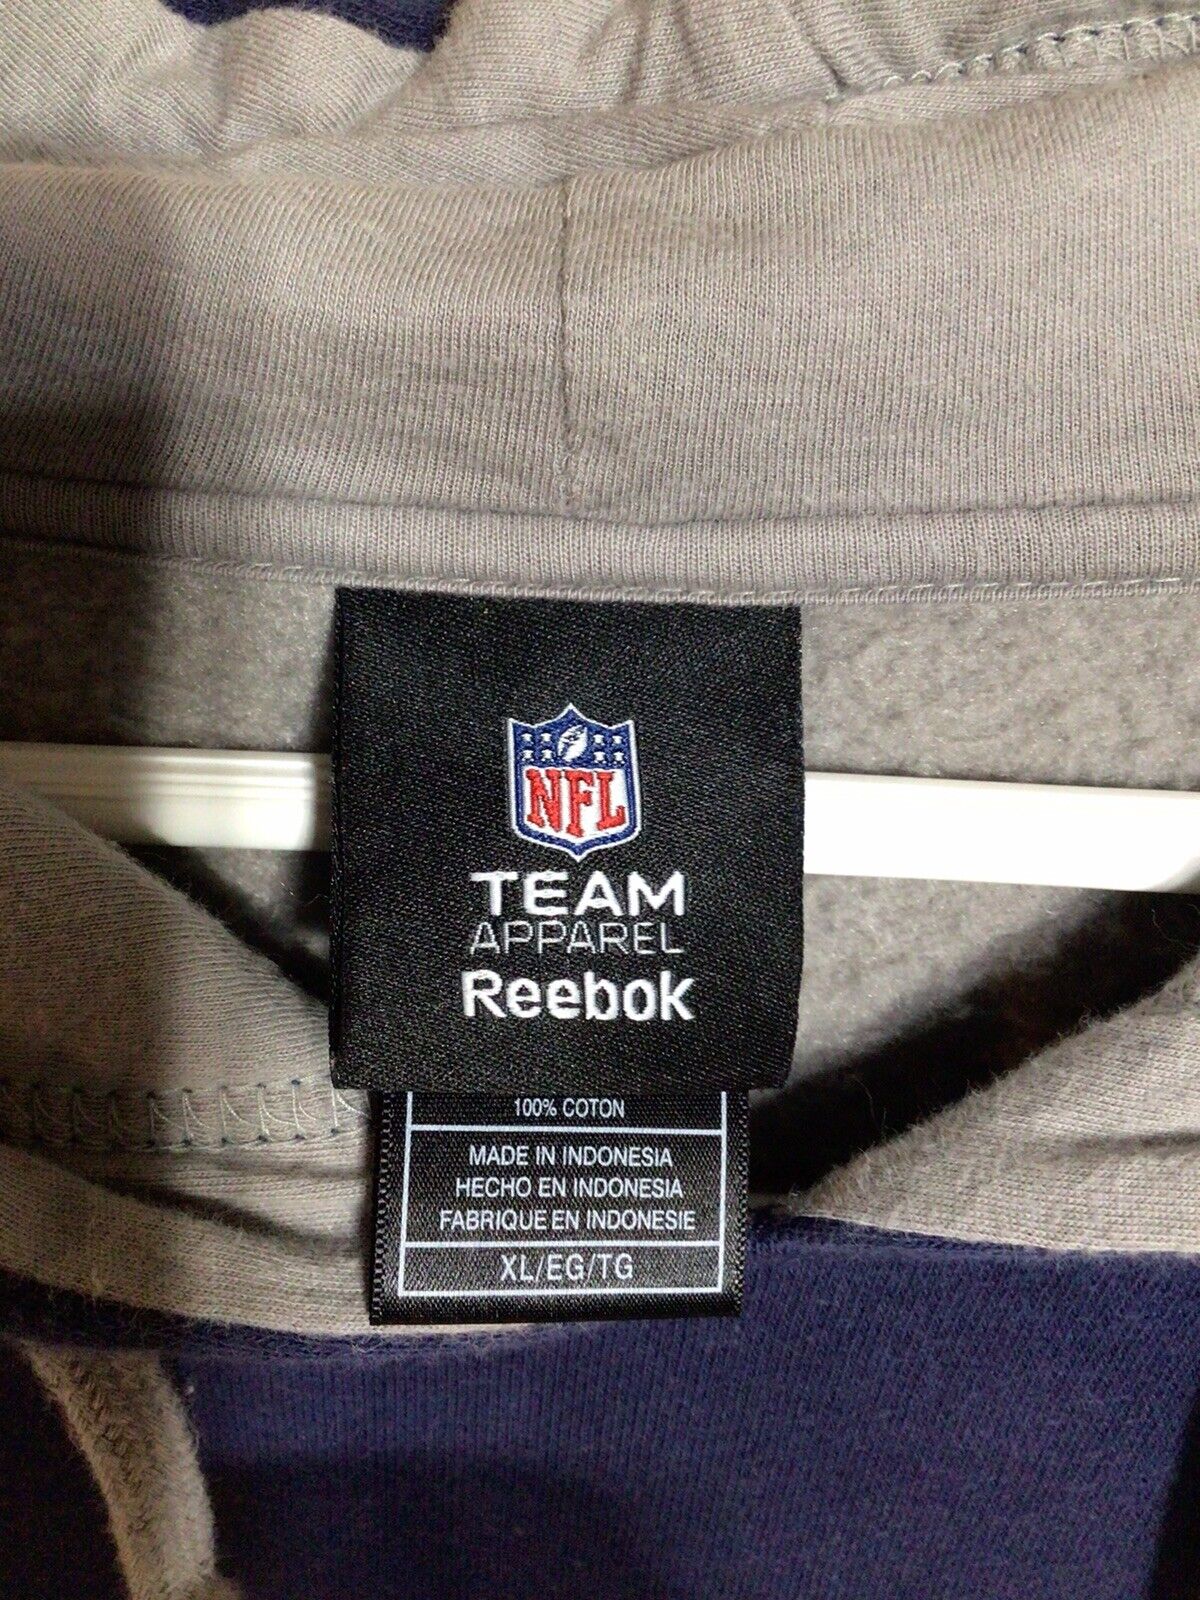 NFL
TEAM
APPAREL
Reebok
100% COTON
MADE IN INDONESIA
HECHO EN INDONESIA
FABRIQUE EN INDONESIE
XL/EG/TG